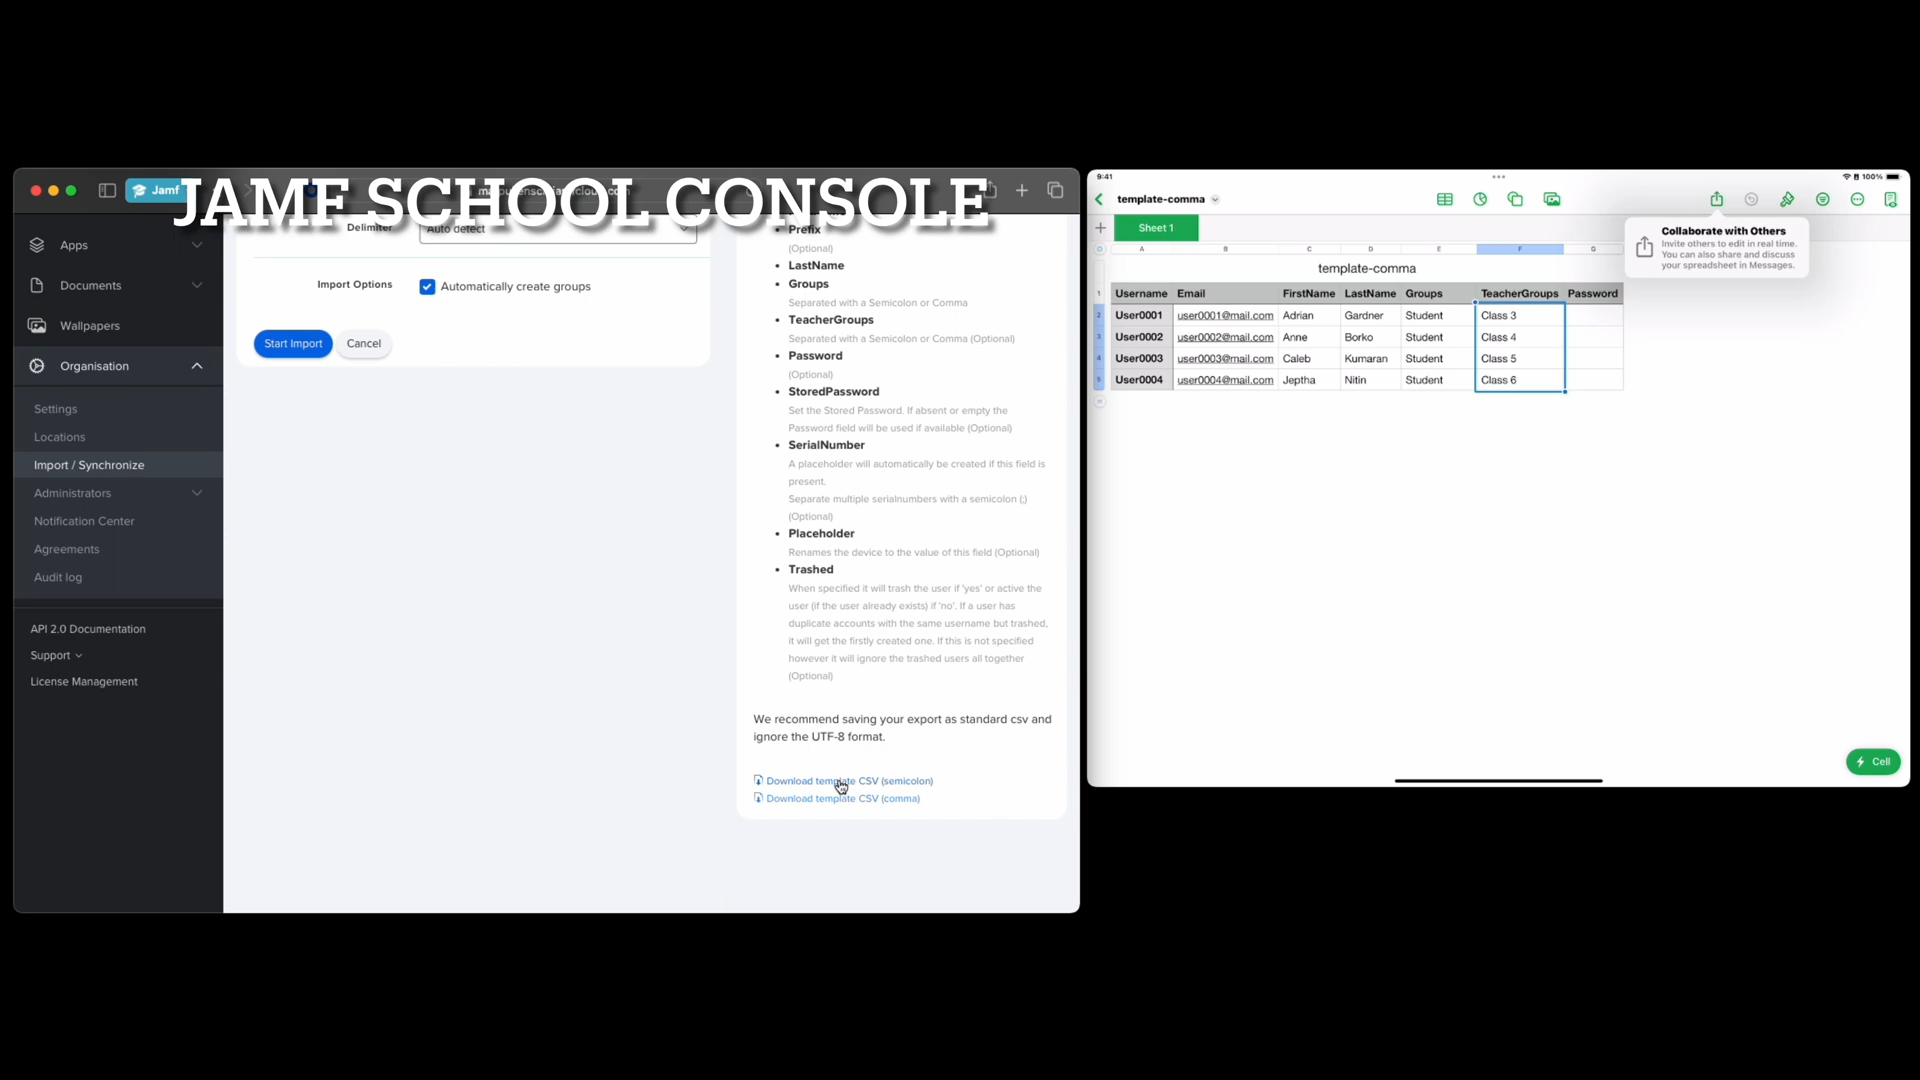 JAMF SCHOOL CONSOLE
Jamf
Apps
Documents
Wallpapers
Organisation
Settings
Locations
Import / Synchronize
Administrators
Notification Center
Agreements
Audit log
API 2.0 Documentation
Support
License Management
Delimiter
Auto detect
Import Options
Automatically create groups
Start Import
Cancel
Prefix
(Optional)
LastName
Groups
Separated with a Semicolon or Comma
TeacherGroups
Separated with a Semicolon or Comma (Optional)
Password
(Optional)
StoredPassword
Set the Stored Password. If absent or empty the
Password field will be used if available (Optional)
SerialNumber
A placeholder will automatically be created if this field is
present.
Separate multiple serialnumbers with a semicolon (;)
(Optional)
Placeholder
Renames the device to the value of this field (Optional)
Trashed
When specified it will trash the user if 'yes' or active the
user (if the user already exists) if 'no'. If a user has
duplicate accounts with the same username but trashed,
it will get the firstly created one. If this is not specified
however it will ignore the trashed users all together
(Optional)
We recommend saving your export as standard csv and
ignore the UTF-8 format.
Download template CSV (semicolon)
Download template CSV (comma)
9:41
100%
template-comma
Sheet 1
Collaborate with Others
Invite others to edit in real time.
You can also share and discuss
your spreadsheet in Messages.
A B C D E F G
template-comma
1 Username Email FirstName LastName Groups TeacherGroups Password
2 User0001 user0001@mail.com Adrian Gardner Student Class 3
3 User0002 user0002@mail.com Anne Borko Student Class 4
4 User0003 user0003@mail.com Caleb Kumaran Student Class 5
5 User0004 user0004@mail.com Jeptha Nitin Student Class 6
Cell